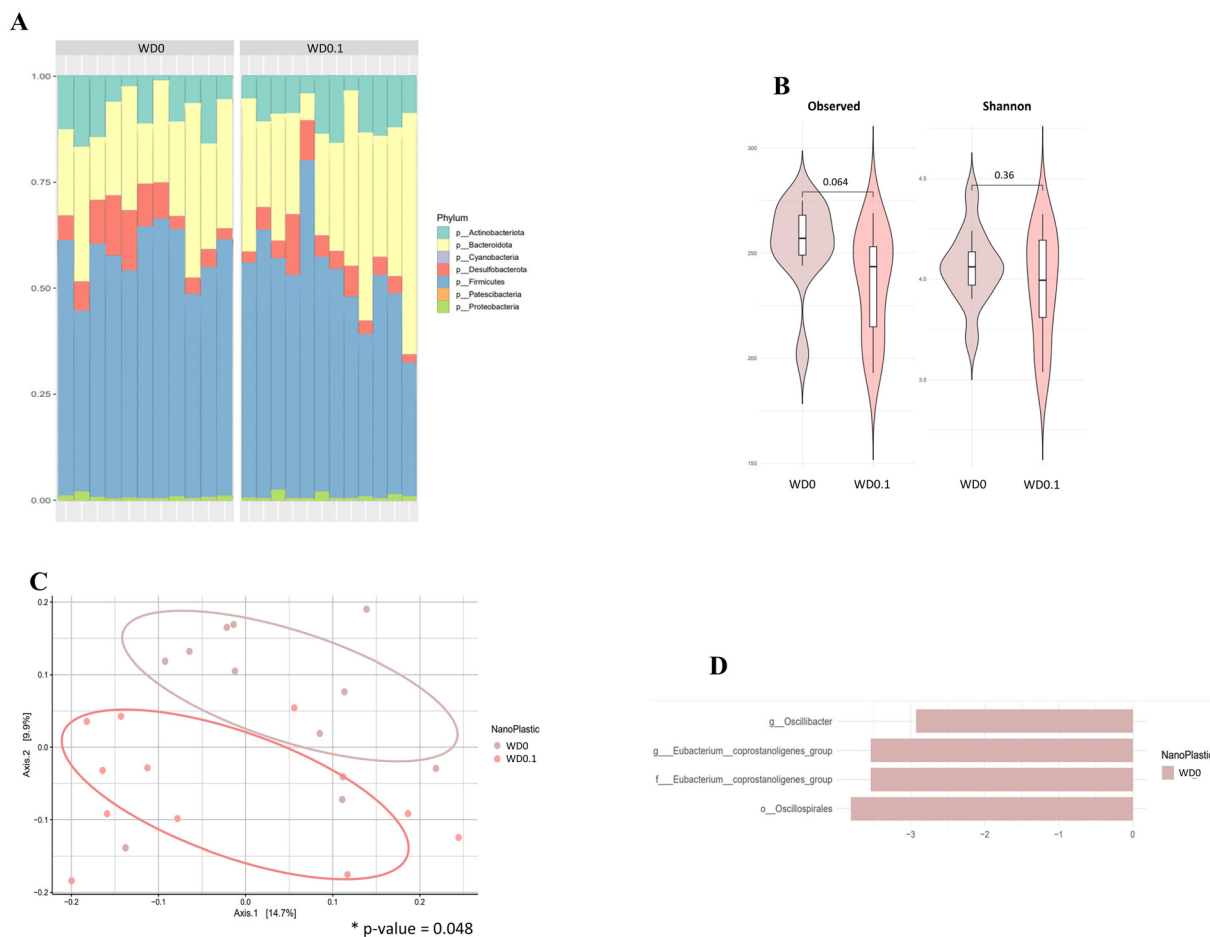 A
WD0
WD0.1
1.00
0.75
0.50
0.25
0.00
Phylum
p__Actinobacteriota
p__Bacteroidota
p__Cyanobacteria
p__Desulfobacterota
p__Firmicutes
p__Patescibacteria
p__Proteobacteria
B
Observed
Shannon
300
250
200
150
0.064
4.5
4.0
3.5
0.36
WD0
WD0.1
WD0
WD0.1
C
0.2
0.1
0.0
−0.1
−0.2
Axis.2 [9.9%]
−0.2
−0.1
0.0
0.1
0.2
Axis.1 [14.7%]
* p-value = 0.048
NanoPlastic
WD0
WD0.1
D
g__Oscillibacter
g___Eubacterium__coprostanoligenes_group
f___Eubacterium__coprostanoligenes_group
o__Oscillospirales
−3
−2
−1
0
NanoPlastic
WD_0